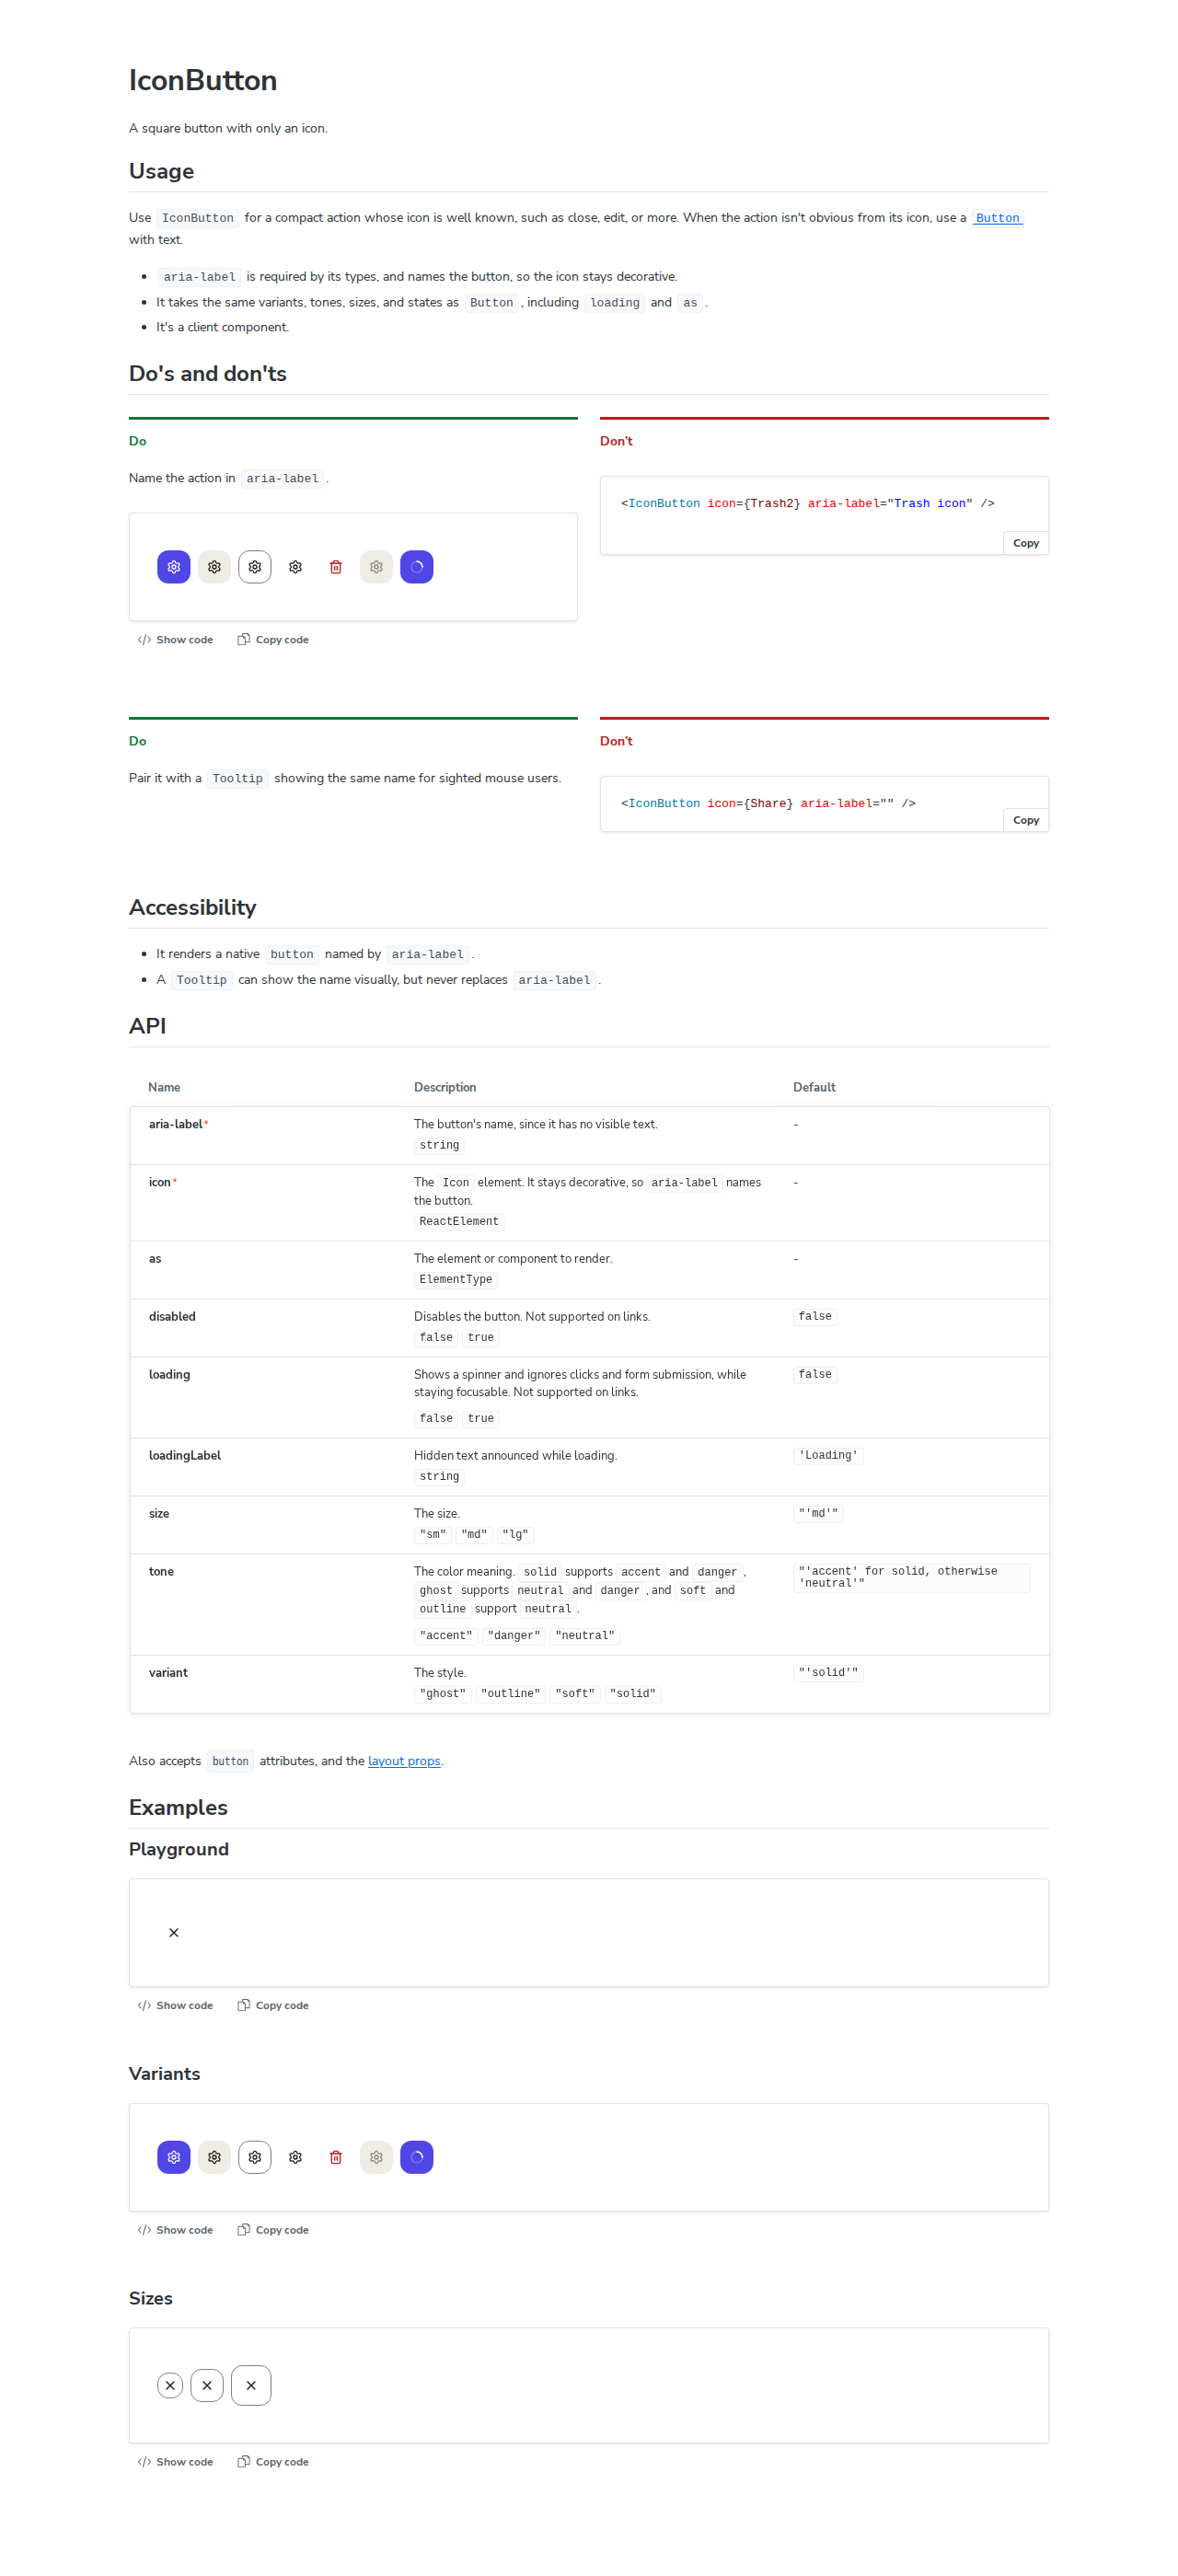 IconButton
A square button with only an icon.
Usage
Use IconButton for a compact action whose icon is well known, such as close, edit, or more. When the action isn't obvious from its icon, use a Button
with text.
aria-label is required by its types, and names the button, so the icon stays decorative.
It takes the same variants, tones, sizes, and states as Button, including loading and as.
It's a client component.
Do's and don'ts
Do
Name the action in aria-label.
Show code Copy code
Don't
<IconButton icon={Trash2} aria-label="Trash icon" />
Copy
Do
Pair it with a Tooltip showing the same name for sighted mouse users.
Don't
<IconButton icon={Share} aria-label="" />
Copy
Accessibility
It renders a native button named by aria-label.
A Tooltip can show the name visually, but never replaces aria-label.
API
Name Description Default
aria-label* The button's name, since it has no visible text. -
string
icon* The Icon element. It stays decorative, so aria-label names -
the button.
ReactElement
as The element or component to render. -
ElementType
disabled Disables the button. Not supported on links. false
false true
loading Shows a spinner and ignores clicks and form submission, while false
staying focusable. Not supported on links.
false true
loadingLabel Hidden text announced while loading. 'Loading'
string
size The size. "'md'"
"sm" "md" "lg"
tone The color meaning. solid supports accent and danger, "'accent' for solid, otherwise
ghost supports neutral and danger, and soft and 'neutral'"
outline support neutral.
"accent" "danger" "neutral"
variant The style. "'solid'"
"ghost" "outline" "soft" "solid"
Also accepts button attributes, and the layout props.
Examples
Playground
Show code Copy code
Variants
Show code Copy code
Sizes
Show code Copy code